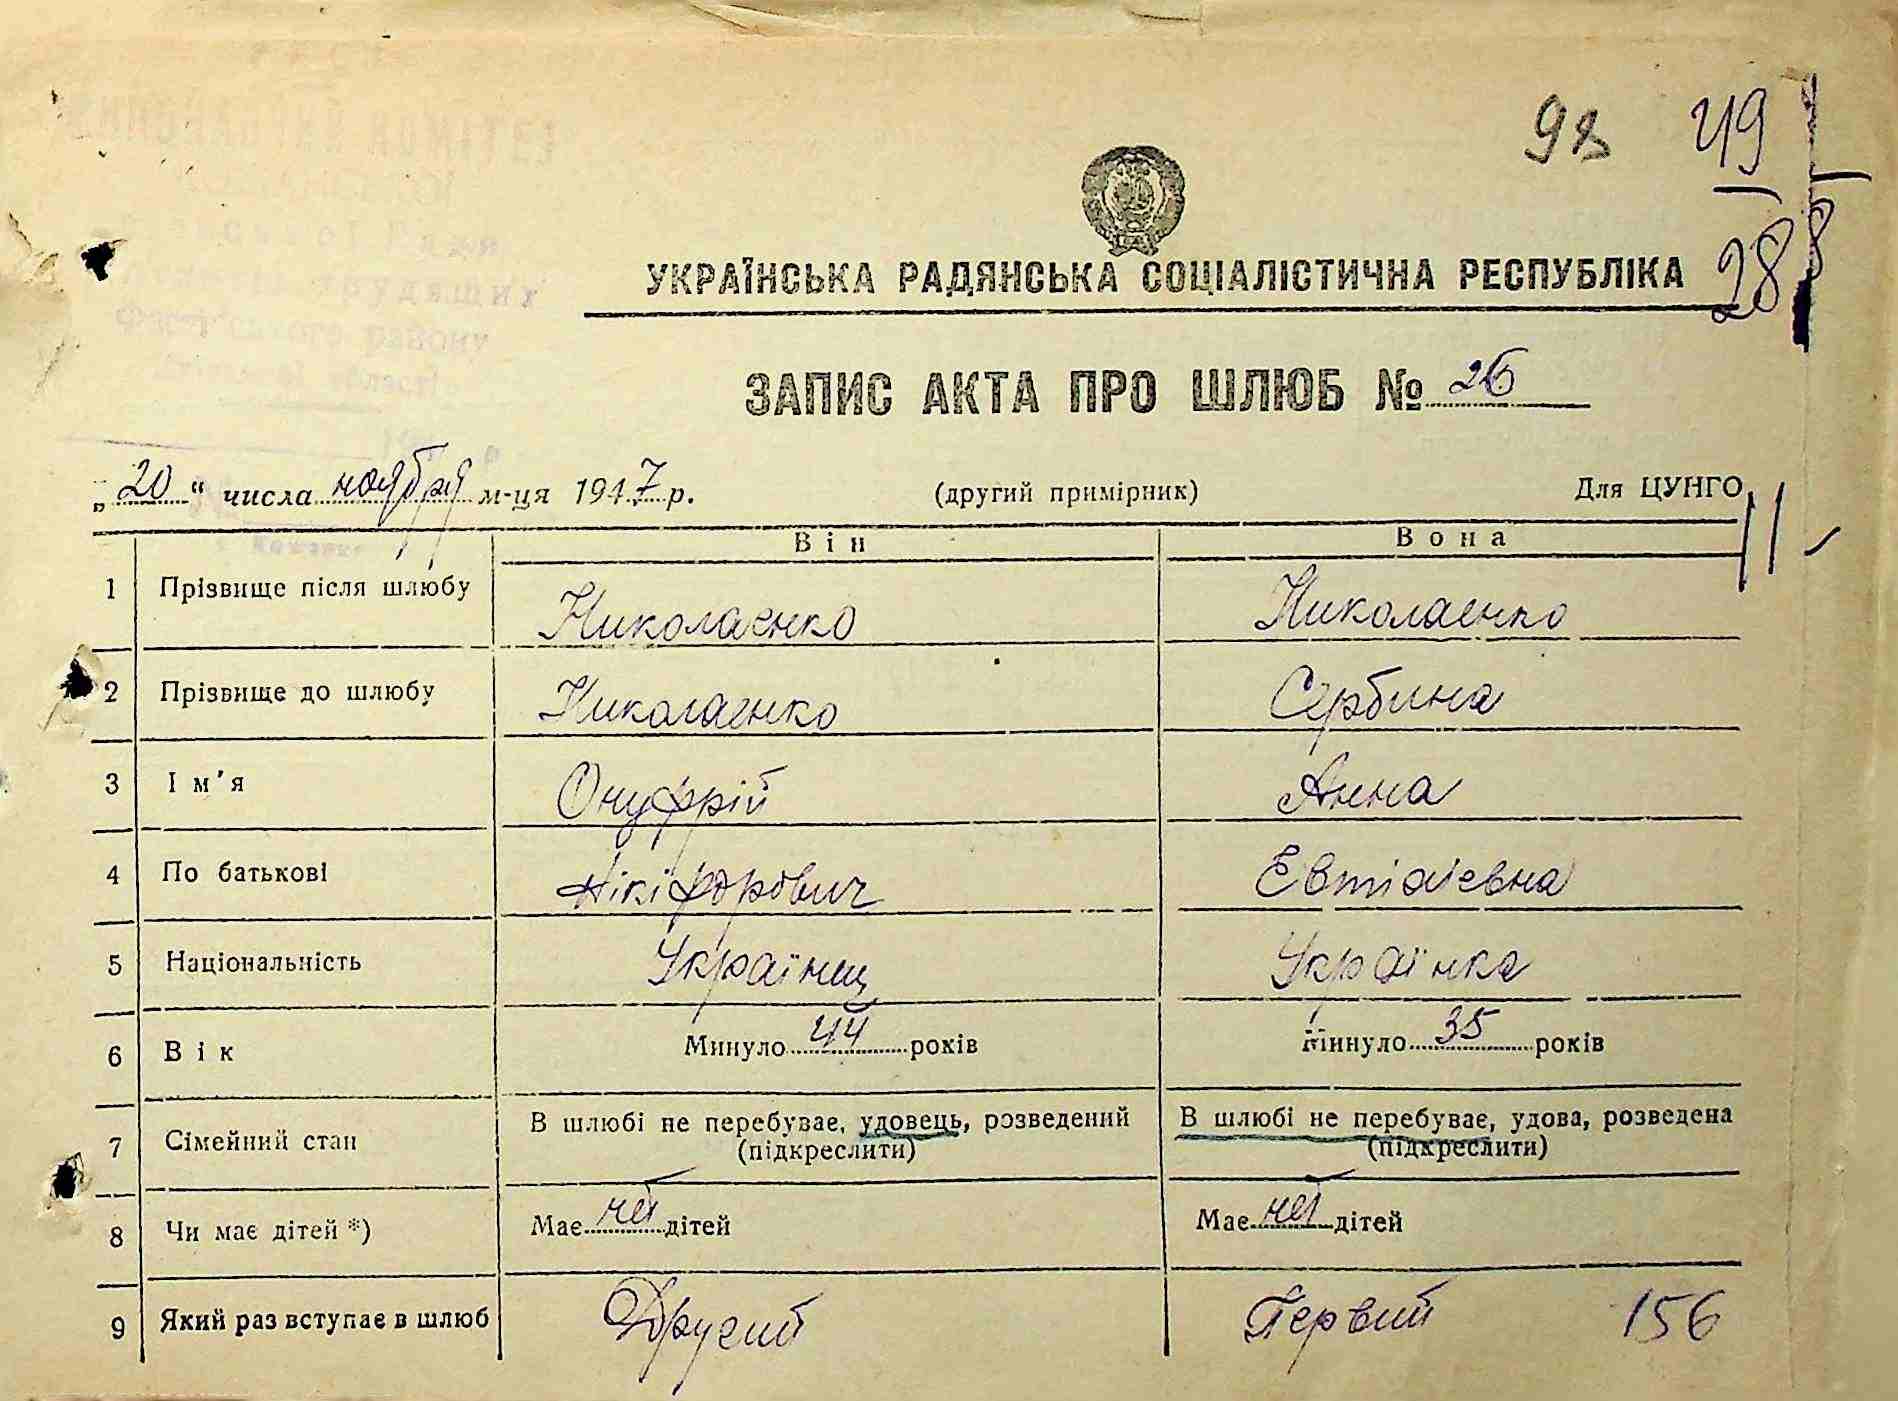 49
288
УКРАЇНСЬКА РАДЯНСЬКА СОЦІАЛІСТИЧНА РЕСПУБЛІКА
ЗАПИС АКТА ПРО ШЛЮБ № 26
„20“ числа ноября м-ця 1947 р. (другий примірник) Для ЦУНГО
Він Вона
1 Прізвище після шлюбу Николаенко Николаенко
2 Прізвище до шлюбу Николаенко Сербина
3 Ім'я Онуфрій Анна
4 По батькові Нікіфорович
5 Національність Українец Українка
6 Вік Минуло 44 років Минуло 35 років
7 Сімейний стан В шлюбі не перебуває, удовець, розведений (підкреслити) В шлюбі не перебуває, удова, розведена (підкреслити)
8 Чи має дітей *) Має нет дітей Має нет дітей
9 Який раз вступає в шлюб Другий Первий 156